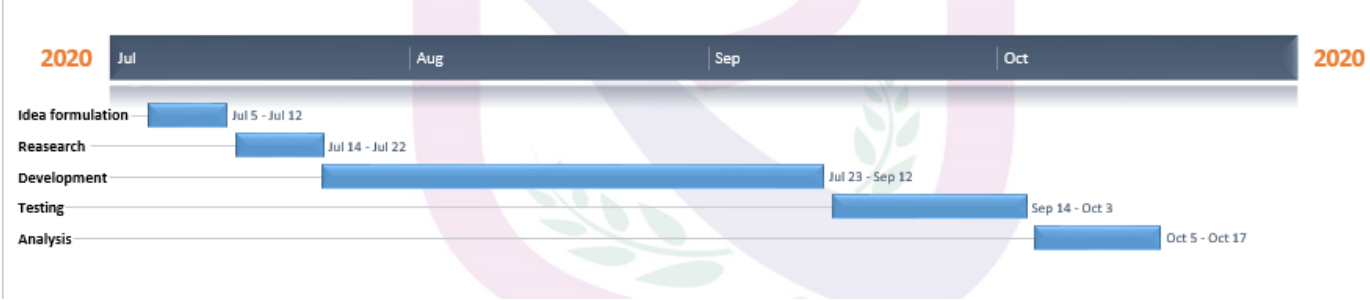 2020 Jul Aug Sep Oct 2020
Idea formulation Jul 5 - Jul 12
Reasearch Jul 14 - Jul 22
Development Jul 23 - Sep 12
Testing Sep 14 - Oct 3
Analysis Oct 5 - Oct 17